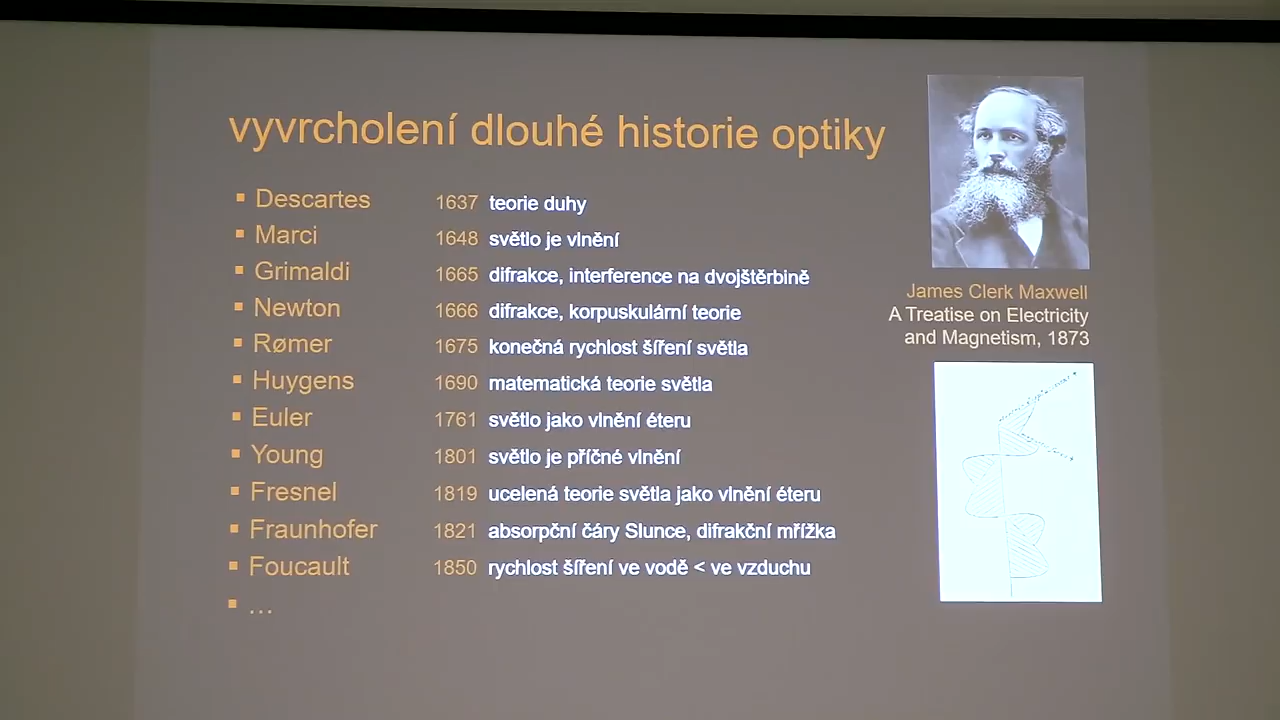 vyvrcholení dlouhé historie optiky
▪ Descartes 1637 teorie duhy
▪ Marci 1648 světlo je vlnění
▪ Grimaldi 1665 difrakce, interference na dvojštěrbině
▪ Newton 1666 difrakce, korpuskulární teorie
▪ Rømer 1675 konečná rychlost šíření světla
▪ Huygens 1690 matematická teorie světla
▪ Euler 1761 světlo jako vlnění éteru
▪ Young 1801 světlo je příčné vlnění
▪ Fresnel 1819 ucelená teorie světla jako vlnění éteru
▪ Fraunhofer 1821 absorpční čáry Slunce, difrakční mřížka
▪ Foucault 1850 rychlost šíření ve vodě < ve vzduchu
▪ ...
James Clerk Maxwell
A Treatise on Electricity
and Magnetism, 1873